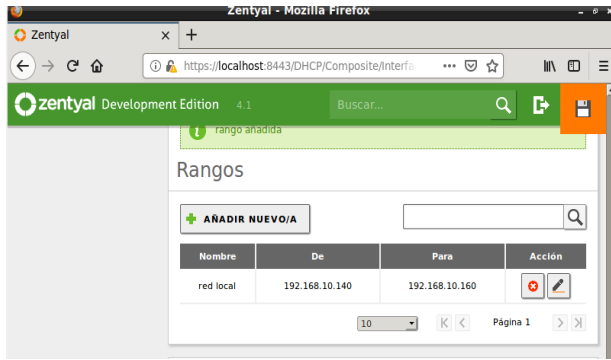 Zentyal - Mozilla Firefox
Zentyal
https://localhost:8443/DHCP/Composite/Interfa
zentyal Development Edition 4.1
Buscar...
rango añadida
Rangos
AÑADIR NUEVO/A
Nombre De Para Acción
red local 192.168.10.140 192.168.10.160
10 Página 1